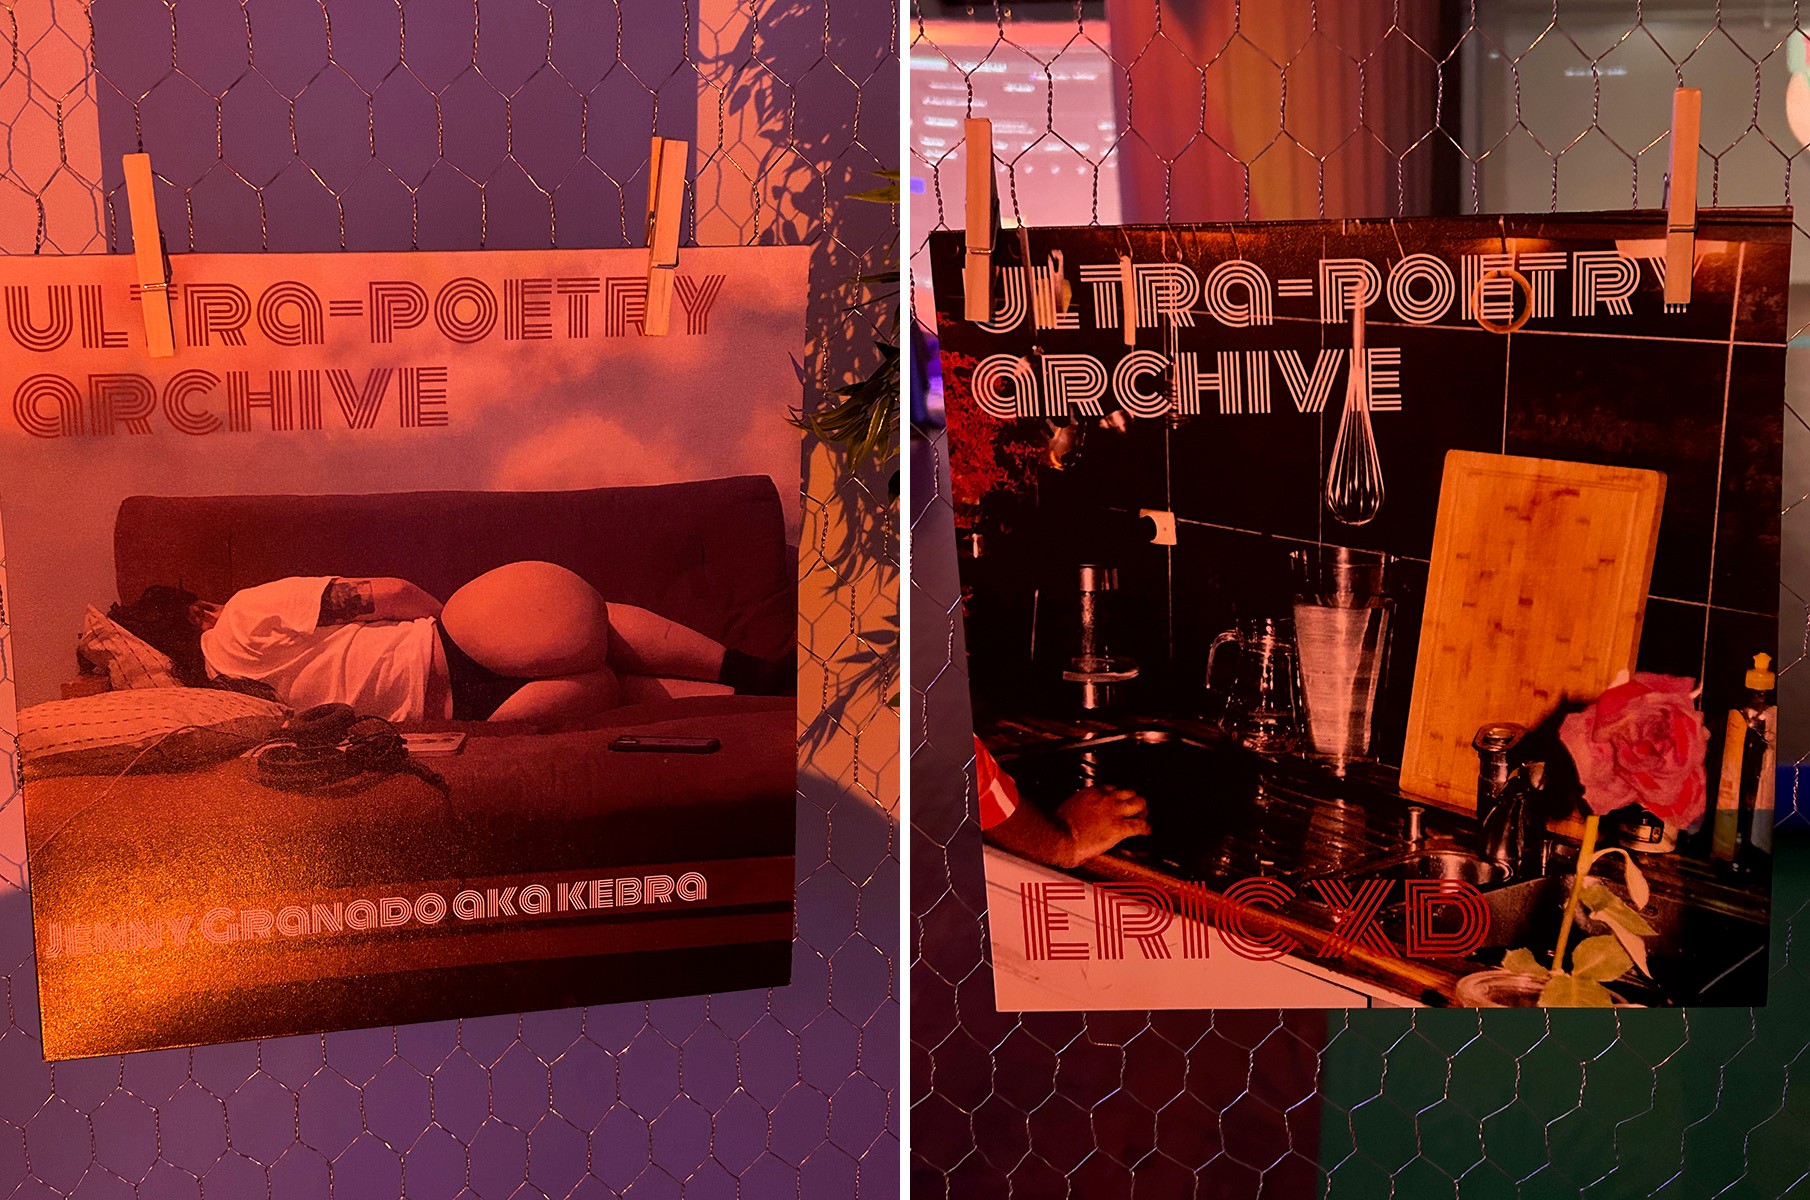 ULTRA-POETRY
ARCHIVE
JENNY GRANADO AKA KEBRA
ULTRA-POETRY
ARCHIVE
ERIC XD